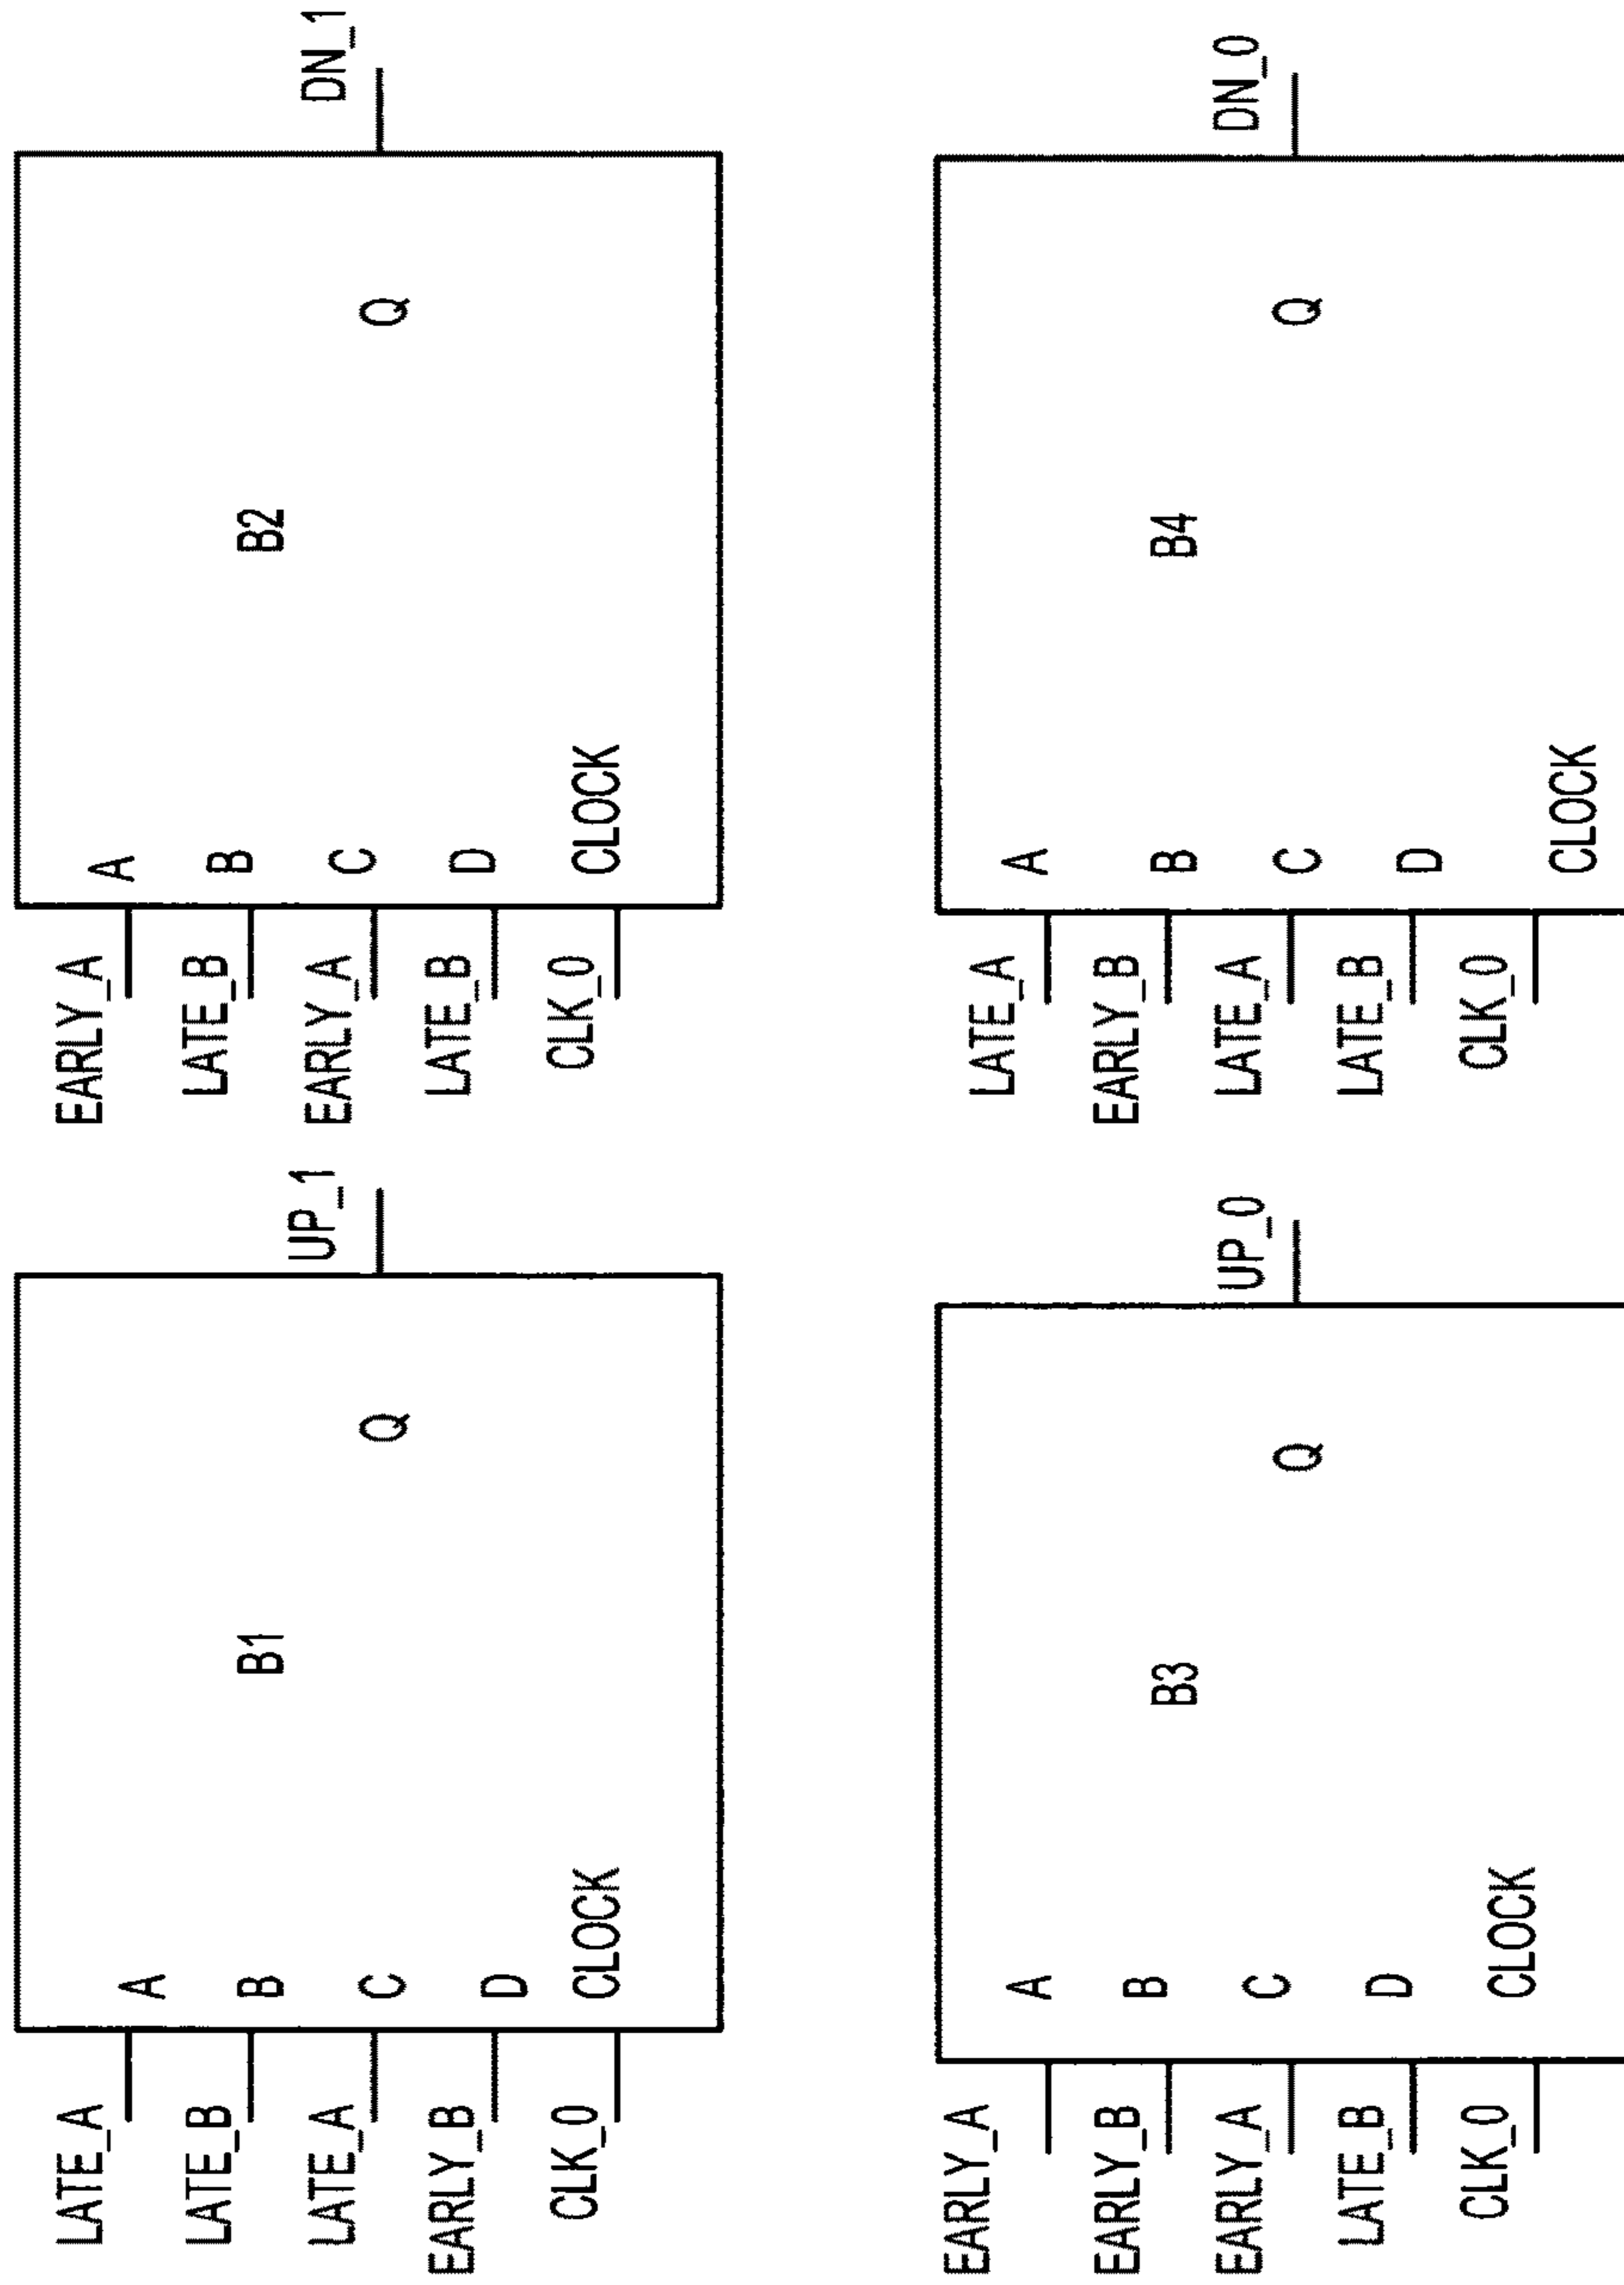 LATE_A
A
LATE_B
B
B1
LATE_A
C
Q
UP_1
EARLY_B
D
CLK_0
CLOCK
EARLY_A
A
LATE_B
B
B2
EARLY_A
C
Q
DN_1
LATE_B
D
CLK_0
CLOCK
EARLY_A
A
EARLY_B
B
B3
EARLY_A
C
Q
UP_0
LATE_B
D
CLK_0
CLOCK
LATE_A
A
EARLY_B
B
B4
LATE_A
C
Q
DN_0
LATE_B
D
CLK_0
CLOCK